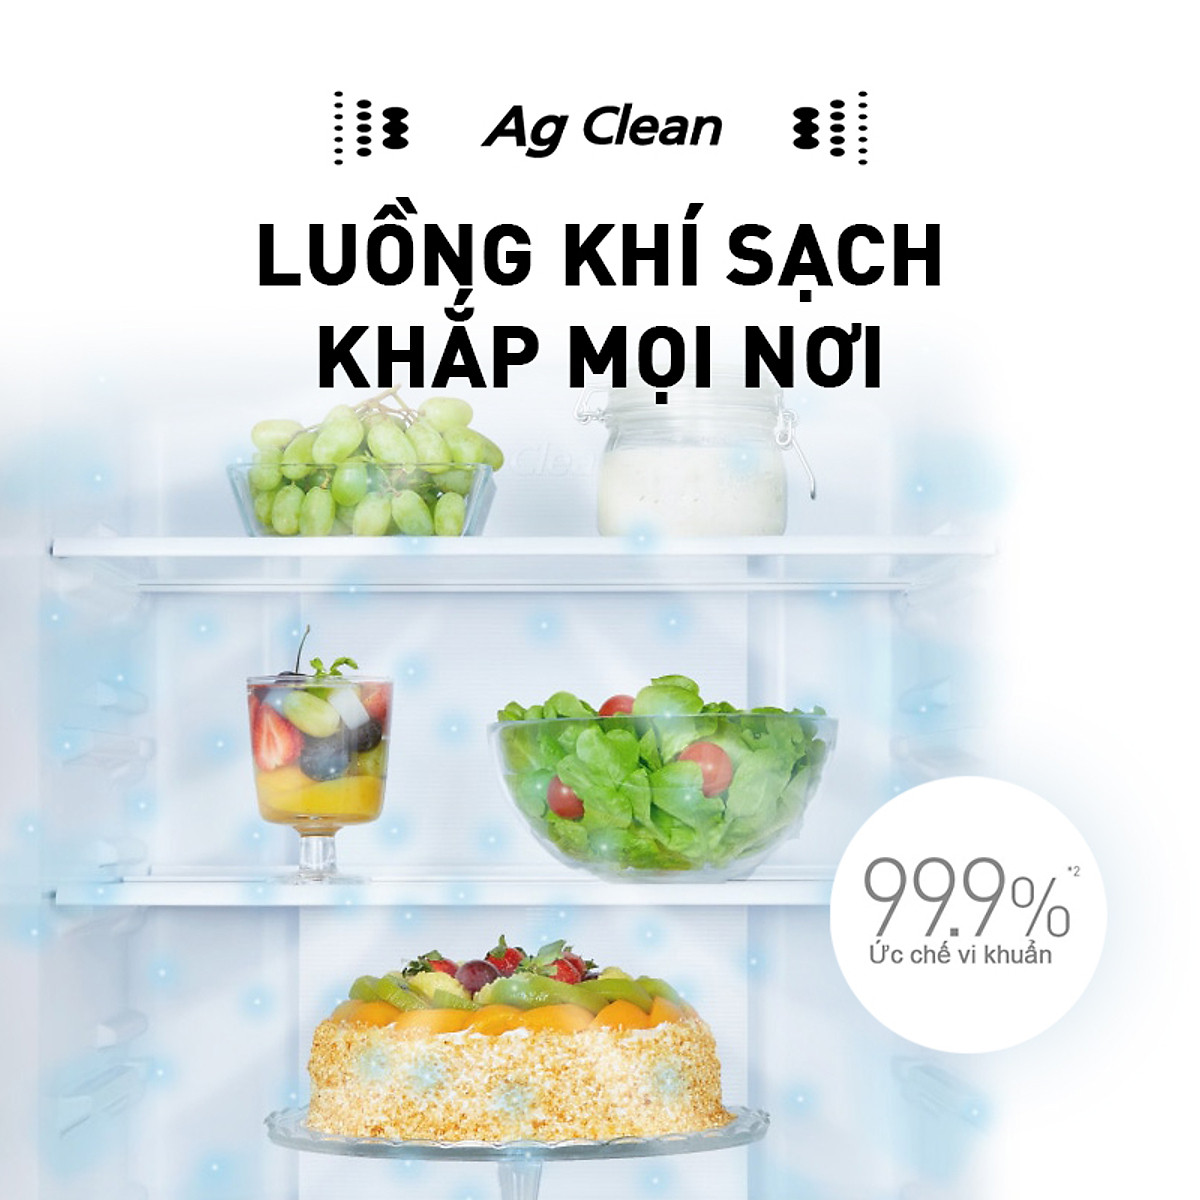 Ag Clean
LUỒNG KHÍ SẠCH
KHẮP MỌI NƠI
99.9% *2
Ức chế vi khuẩn